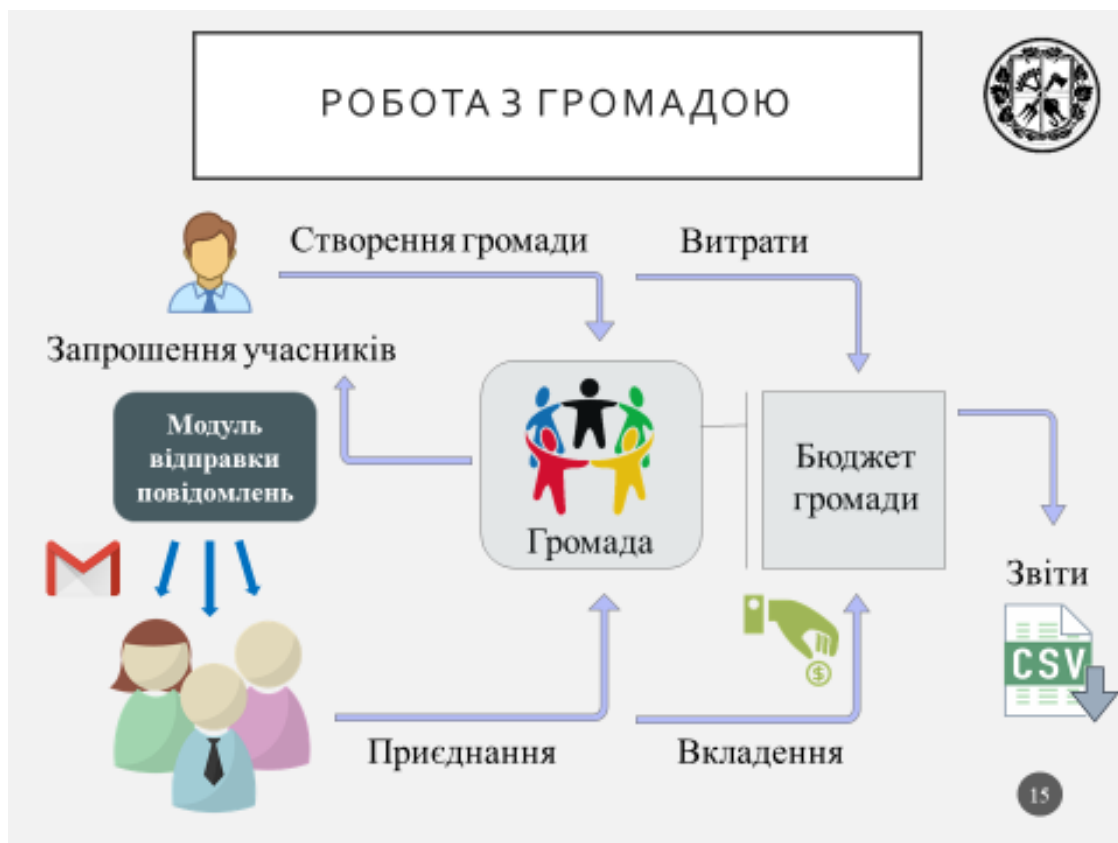 РОБОТА З ГРОМАДОЮ
Створення громади
Витрати
Запрошення учасників
Модуль
відправки
повідомлень
Громада
Бюджет
громади
Звіти
CSV
Приєднання
Вкладення
15